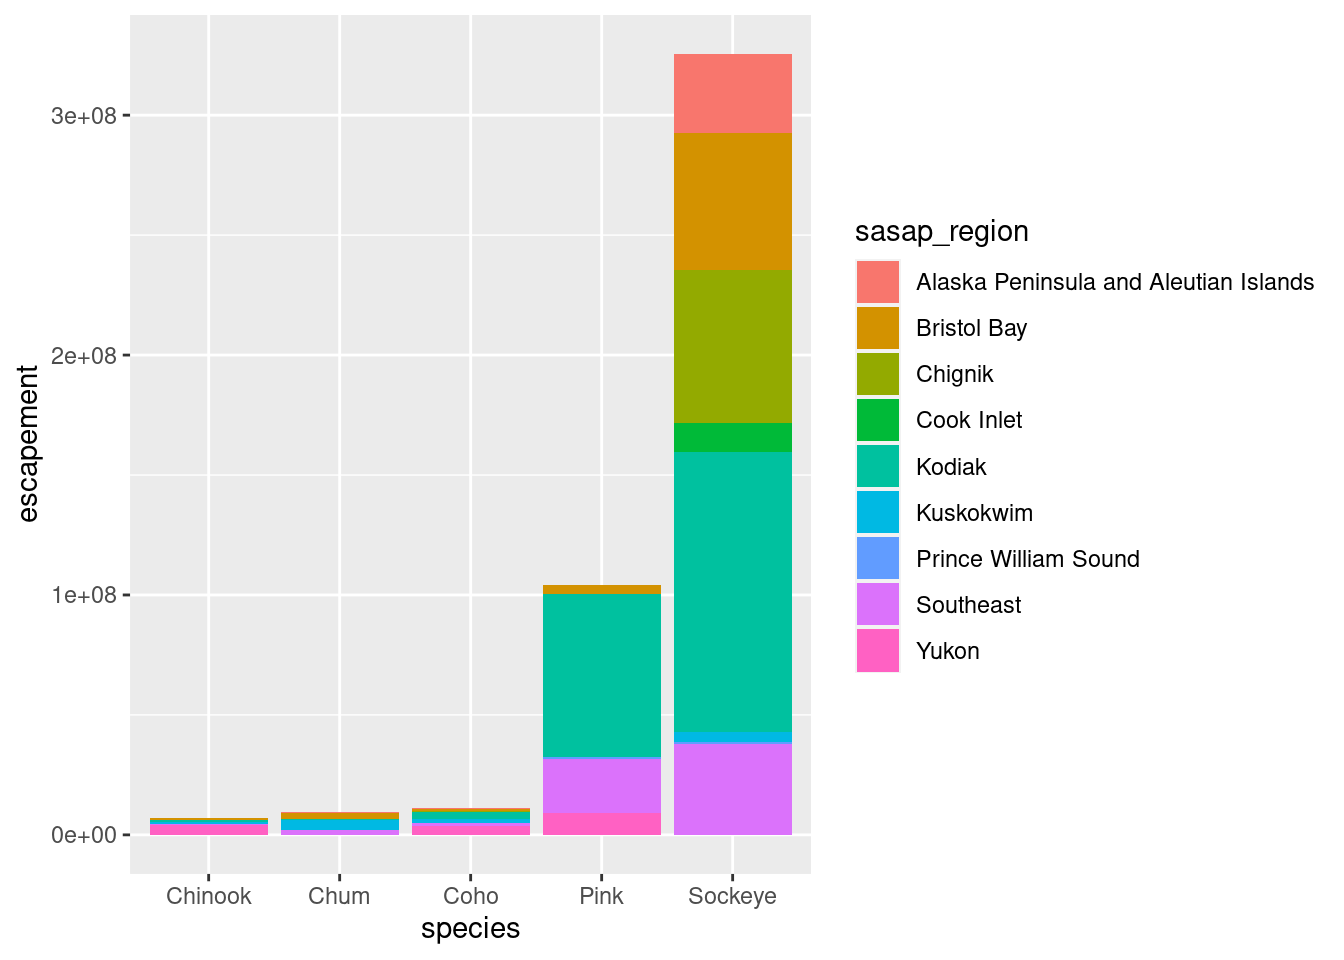 3e+08
2e+08
1e+08
0e+00
escapement
Chinook
Chum
Coho
Pink
Sockeye
species
sasap_region
Alaska Peninsula and Aleutian Islands
Bristol Bay
Chignik
Cook Inlet
Kodiak
Kuskokwim
Prince William Sound
Southeast
Yukon